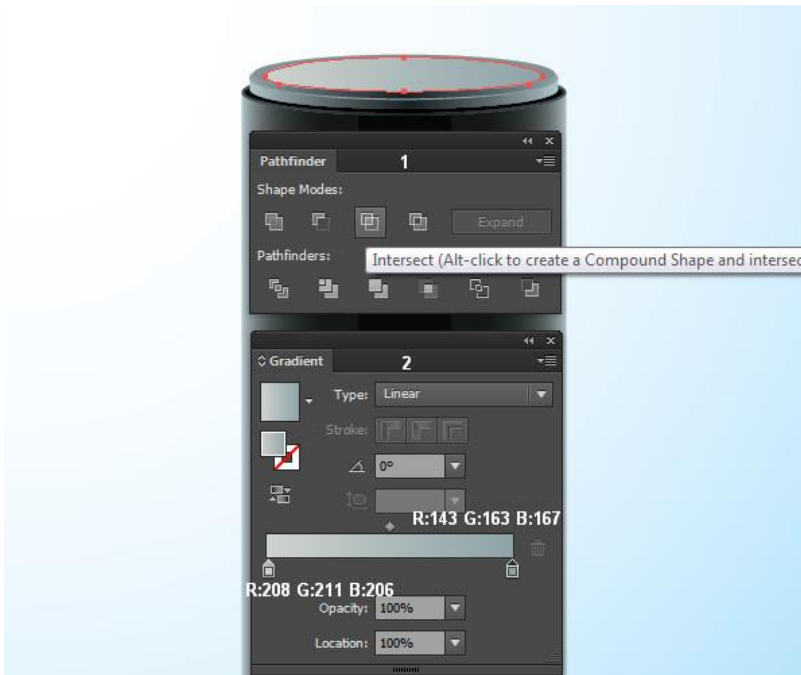 Pathfinder 1
Shape Modes:
Expand
Pathfinders:
Intersect (Alt-click to create a Compound Shape and intersec
Gradient 2
Type: Linear
Stroke:
0°
R:143 G:163 B:167
R:208 G:211 B:206
Opacity: 100%
Location: 100%